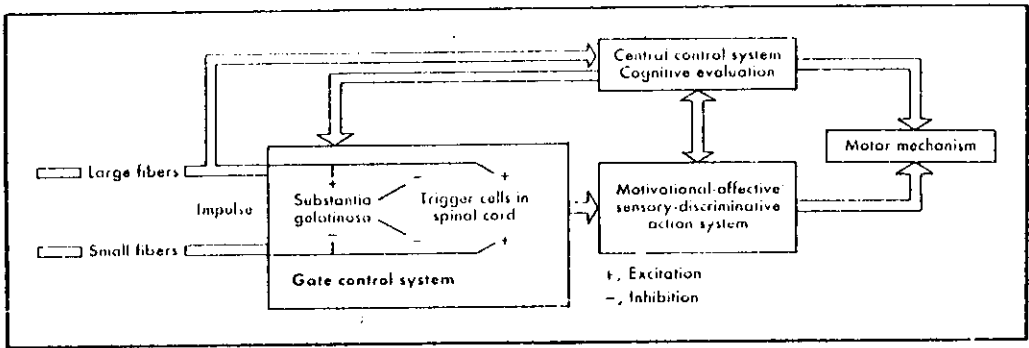 Central control system
Cognitive evaluation
Motor mechanism
Large fibers
Impulse
Small fibers
+
Substantia
gelatinosa
−
−
−
+
Trigger cells in
spinal cord
+
Gate control system
Motivational-affective
sensory-discriminative
action system
+, Excitation
−, Inhibition